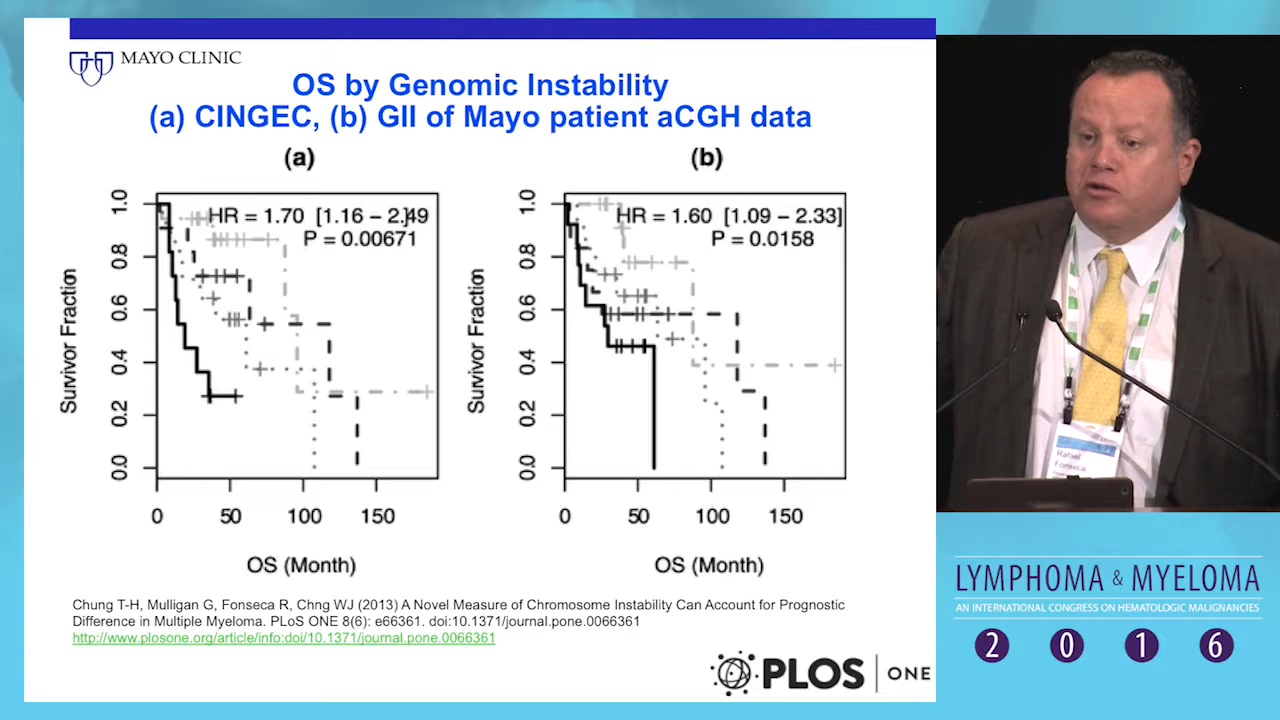 MAYO CLINIC
OS by Genomic Instability
(a) CINGEC, (b) GII of Mayo patient aCGH data
(a)
HR = 1.70 [1.16 – 2.49
P = 0.00671
Survivor Fraction
1.0
0.8
0.6
0.4
0.2
0.0
0
50
100
150
OS (Month)
(b)
HR = 1.60 [1.09 – 2.33]
P = 0.0158
Survivor Fraction
1.0
0.8
0.6
0.4
0.2
0.0
0
50
100
150
OS (Month)
Chung T-H, Mulligan G, Fonseca R, Chng WJ (2013) A Novel Measure of Chromosome Instability Can Account for Prognostic
Difference in Multiple Myeloma. PLoS ONE 8(6): e66361. doi:10.1371/journal.pone.0066361
http://www.plosone.org/article/info:doi/10.1371/journal.pone.0066361
PLOS ONE
Rafael
Fonseca
LYMPHOMA & MYELOMA
AN INTERNATIONAL CONGRESS ON HEMATOLOGIC MALIGNANCIES
2 0 1 6